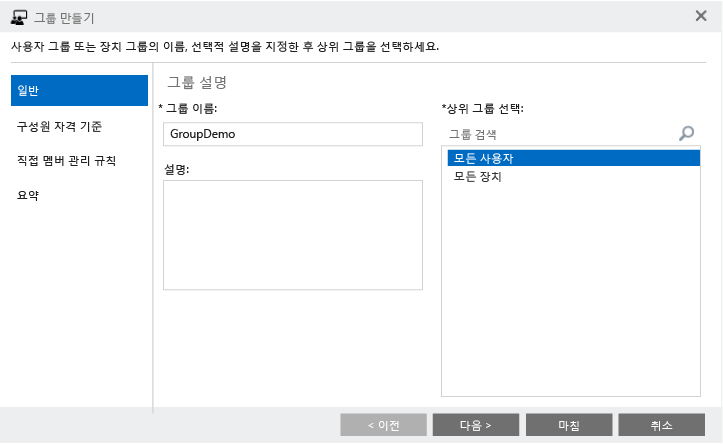 그룹 만들기
사용자 그룹 또는 장치 그룹의 이름, 선택적 설명을 지정한 후 상위 그룹을 선택하세요.
일반
구성원 자격 기준
직접 멤버 관리 규칙
요약
그룹 설명
* 그룹 이름:
GroupDemo
설명:
*상위 그룹 선택:
그룹 검색
모든 사용자
모든 장치
< 이전
다음 >
마침
취소